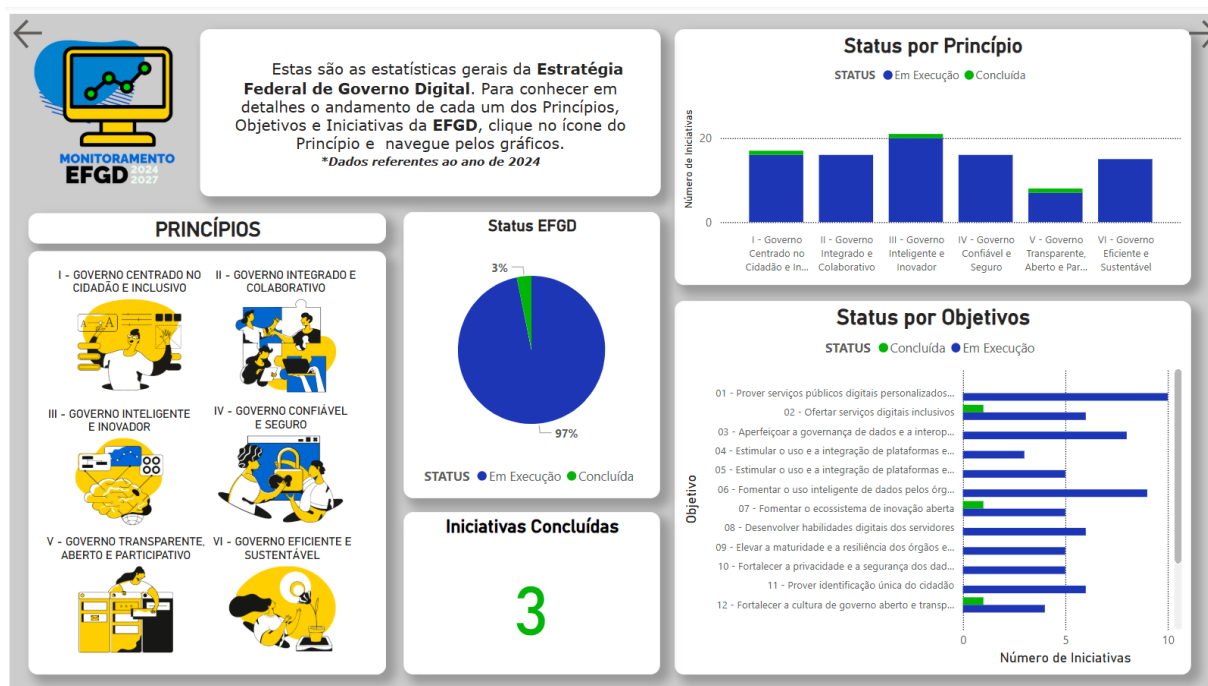 MONITORAMENTO
EFGD 2024
2027
Estas são as estatísticas gerais da Estratégia
Federal de Governo Digital. Para conhecer em
detalhes o andamento de cada um dos Princípios,
Objetivos e Iniciativas da EFGD, clique no ícone do
Princípio e navegue pelos gráficos.
*Dados referentes ao ano de 2024
PRINCÍPIOS
I - GOVERNO CENTRADO NO
CIDADÃO E INCLUSIVO
II - GOVERNO INTEGRADO E
COLABORATIVO
III - GOVERNO INTELIGENTE
E INOVADOR
IV - GOVERNO CONFIÁVEL
E SEGURO
V - GOVERNO TRANSPARENTE,
ABERTO E PARTICIPATIVO
VI - GOVERNO EFICIENTE E
SUSTENTÁVEL
Status EFGD
3%
97%
STATUS Em Execução Concluída
Iniciativas Concluídas
3
Status por Princípio
STATUS Em Execução Concluída
Número de Iniciativas
20
0
I - Governo
Centrado no
Cidadão e In...
II - Governo
Integrado e
Colaborativo
III - Governo
Inteligente e
Inovador
IV - Governo
Confiável e
Seguro
V - Governo
Transparente,
Aberto e Par...
VI - Governo
Eficiente e
Sustentável
Status por Objetivos
STATUS Concluída Em Execução
Objetivo
01 - Prover serviços públicos digitais personalizados...
02 - Ofertar serviços digitais inclusivos
03 - Aperfeiçoar a governança de dados e a interop...
04 - Estimular o uso e a integração de plataformas e...
05 - Estimular o uso e a integração de plataformas e...
06 - Fomentar o uso inteligente de dados pelos órg...
07 - Fomentar o ecossistema de inovação aberta
08 - Desenvolver habilidades digitais dos servidores
09 - Elevar a maturidade e a resiliência dos órgãos e...
10 - Fortalecer a privacidade e a segurança dos dad...
11 - Prover identificação única do cidadão
12 - Fortalecer a cultura de governo aberto e transp...
0
5
10
Número de Iniciativas